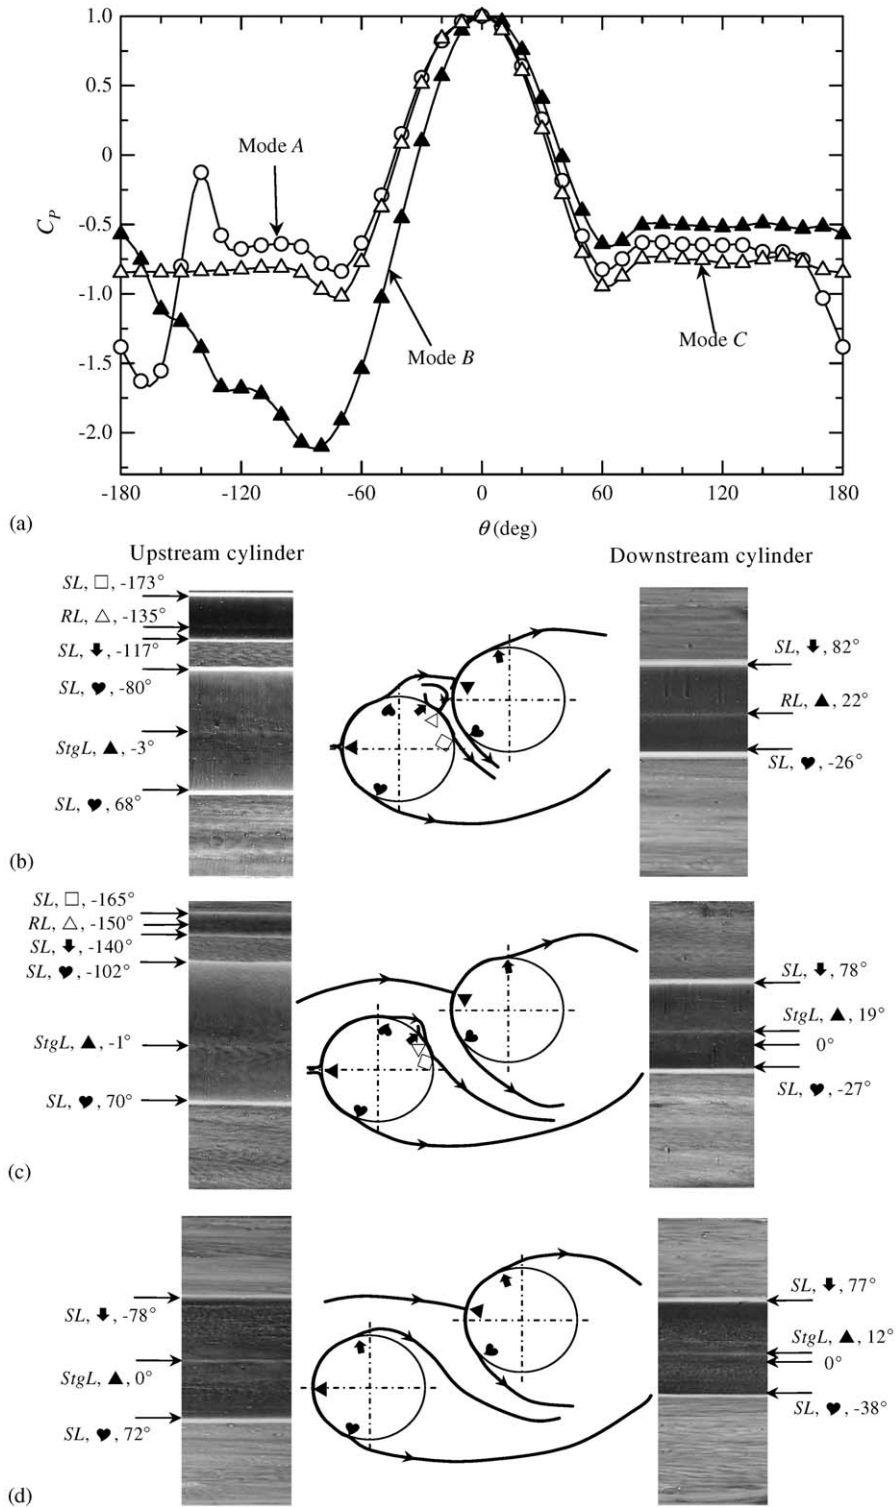 1.0
0.5
0
-0.5
-1.0
-1.5
-2.0
C_P
Mode A
Mode B
Mode C
-180 -120 -60 0 60 120 180
θ (deg)
(a)
Upstream cylinder
Downstream cylinder
SL, □, -173°
RL, △, -135°
SL, 🡇, -117°
SL, ♥, -80°
StgL, ▲, -3°
SL, ♥, 68°
SL, 🡇, 82°
RL, ▲, 22°
SL, ♥, -26°
(b)
SL, □, -165°
RL, △, -150°
SL, 🡇, -140°
SL, ♥, -102°
StgL, ▲, -1°
SL, ♥, 70°
SL, 🡇, 78°
StgL, ▲, 19°
0°
SL, ♥, -27°
(c)
SL, 🡇, -78°
StgL, ▲, 0°
SL, ♥, 72°
SL, 🡇, 77°
StgL, ▲, 12°
0°
SL, ♥, -38°
(d)